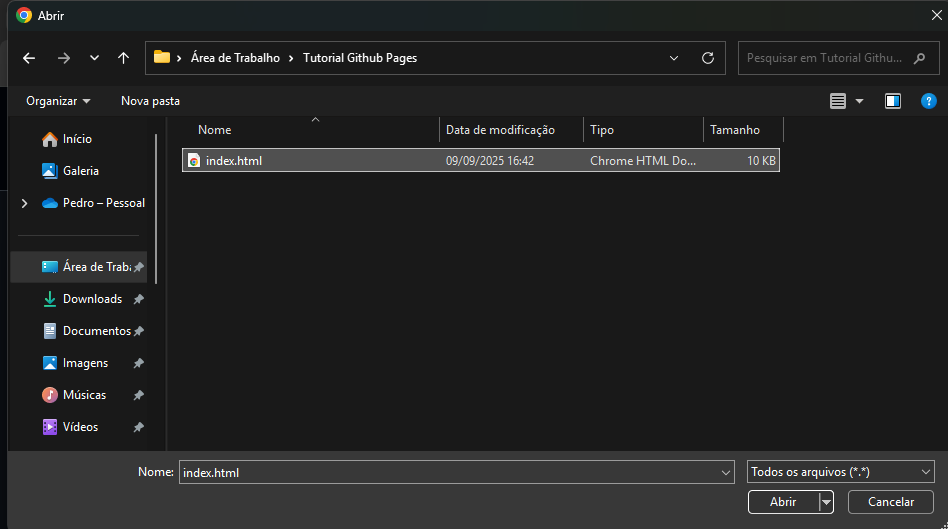 Abrir
Área de Trabalho Tutorial Github Pages
Pesquisar em Tutorial Githu...
Organizar Nova pasta
Nome Data de modificação Tipo Tamanho
index.html 09/09/2025 16:42 Chrome HTML Do... 10 KB
Início
Galeria
Pedro – Pessoal
Área de Traba
Downloads
Documentos
Imagens
Músicas
Vídeos
Nome: index.html Todos os arquivos (*.*)
Abrir Cancelar